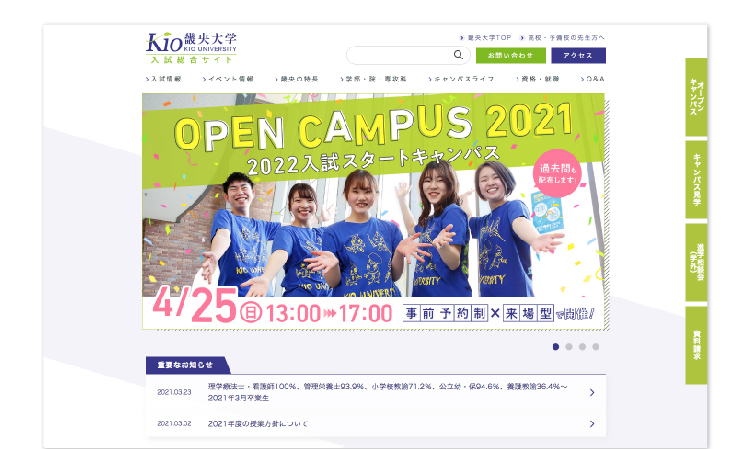 Kio 畿央大学
KIO UNIVERSITY
入試総合サイト
畿央大学TOP 高校・予備校の先生方へ
お問い合わせ アクセス
入試情報 イベント情報 畿央の特長 学部・院・専攻科 キャンパスライフ 資格・就職 Q&A
OPEN CAMPUS 2021
2022入試スタートキャンパス
過去問も
配布します!
KIO UNIVERSITY
4/25(日)13:00▶▶▶17:00 事前予約制×来場型で開催!
オープン
キャンパス
キャンパス見学
進学相談会
(学外)
資料請求
重要なお知らせ
2021.03.23 理学療法士・看護師100%、管理栄養士93.9%、小学校教諭71.2%、公立幼・保94.6%、養護教諭36.4%～
2021年3月卒業生
2021.03.02 2021年度の授業方針について